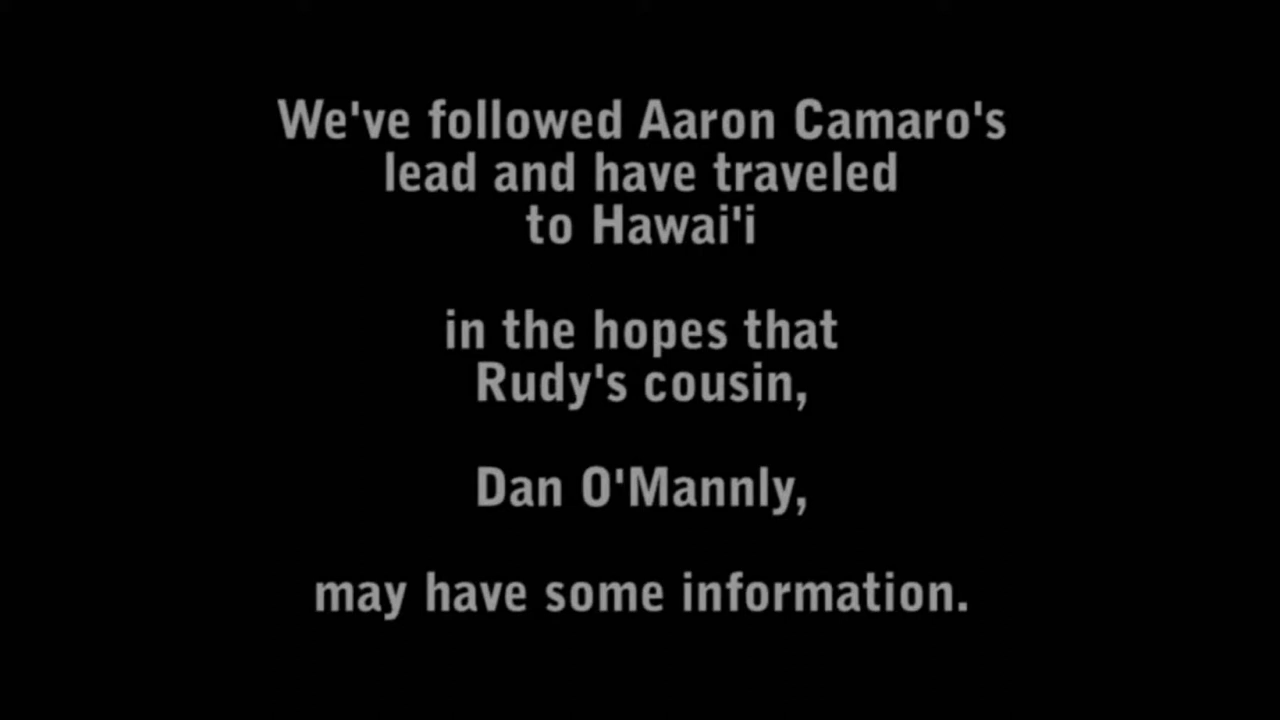 We've followed Aaron Camaro's
lead and have traveled
to Hawai'i
in the hopes that
Rudy's cousin,
Dan O'Mannly,
may have some information.